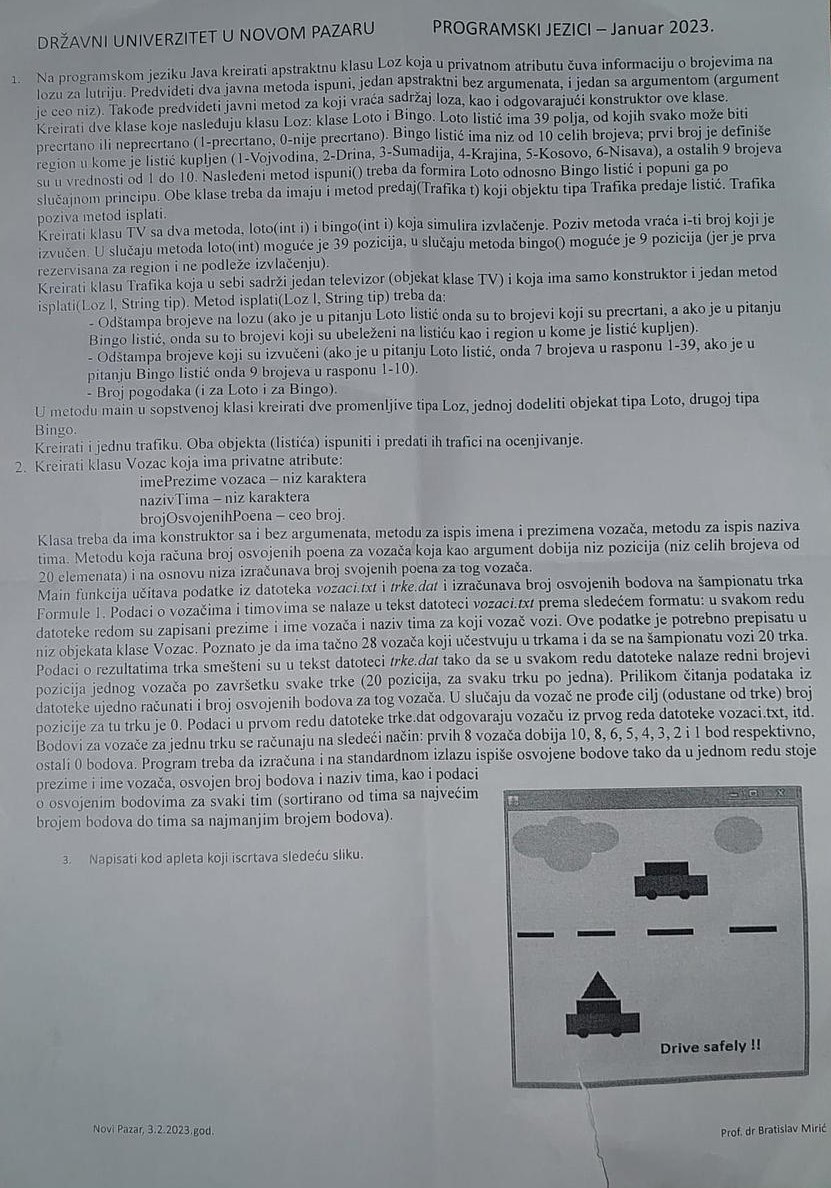 DRŽAVNI UNIVERZITET U NOVOM PAZARU PROGRAMSKI JEZICI – Januar 2023.
1. Na programskom jeziku Java kreirati apstraktnu klasu Loz koja u privatnom atributu čuva informaciju o brojevima na
lozu za lutriju. Predvideti dva javna metoda ispuni, jedan apstraktni bez argumenata, i jedan sa argumentom (argument
je ceo niz). Takođe predvideti javni metod za koji vraća sadržaj loza, kao i odgovarajući konstruktor ove klase.
Kreirati dve klase koje nasleđuju klasu Loz: klase Loto i Bingo. Loto listić ima 39 polja, od kojih svako može biti
precrtano ili neprecrtano (1-precrtano, 0-nije precrtano). Bingo listić ima niz od 10 celih brojeva; prvi broj je definiše
region u kome je listić kupljen (1-Vojvodina, 2-Drina, 3-Sumadija, 4-Krajina, 5-Kosovo, 6-Nisava), a ostalih 9 brojeva
su u vrednosti od 1 do 10. Nasleđeni metod ispuni() treba da formira Loto odnosno Bingo listić i popuni ga po
slučajnom principu. Obe klase treba da imaju i metod predaj(Trafika t) koji objektu tipa Trafika predaje listić. Trafika
poziva metod isplati.
Kreirati klasu TV sa dva metoda, loto(int i) i bingo(int i) koja simulira izvlačenje. Poziv metoda vraća i-ti broj koji je
izvučen. U slučaju metoda loto(int) moguće je 39 pozicija, u slučaju metoda bingo() moguće je 9 pozicija (jer je prva
rezervisana za region i ne podleže izvlačenju).
Kreirati klasu Trafika koja u sebi sadrži jedan televizor (objekat klase TV) i koja ima samo konstruktor i jedan metod
isplati(Loz l, String tip). Metod isplati(Loz l, String tip) treba da:
- Odštampa brojeve na lozu (ako je u pitanju Loto listić onda su to brojevi koji su precrtani, a ako je u pitanju
Bingo listić, onda su to brojevi koji su ubeleženi na listiću kao i region u kome je listić kupljen).
- Odštampa brojeve koji su izvučeni (ako je u pitanju Loto listić, onda 7 brojeva u rasponu 1-39, ako je u
pitanju Bingo listić onda 9 brojeva u rasponu 1-10).
- Broj pogodaka (i za Loto i za Bingo).
U metodu main u sopstvenoj klasi kreirati dve promenljive tipa Loz, jednoj dodeliti objekat tipa Loto, drugoj tipa
Bingo.
Kreirati i jednu trafiku. Oba objekta (listića) ispuniti i predati ih trafici na ocenjivanje.
2. Kreirati klasu Vozac koja ima privatne atribute:
imePrezime vozaca – niz karaktera
nazivTima – niz karaktera
brojOsvojenihPoena – ceo broj.
Klasa treba da ima konstruktor sa i bez argumenata, metodu za ispis imena i prezimena vozača, metodu za ispis naziva
tima. Metodu koja računa broj osvojenih poena za vozača koja kao argument dobija niz pozicija (niz celih brojeva od
20 elemenata) i na osnovu niza izračunava broj svojenih poena za tog vozača.
Main funkcija učitava podatke iz datoteka vozaci.txt i trke.dat i izračunava broj osvojenih bodova na šampionatu trka
Formule 1. Podaci o vozačima i timovima se nalaze u tekst datoteci vozaci.txt prema sledećem formatu: u svakom redu
datoteke redom su zapisani prezime i ime vozača i naziv tima za koji vozač vozi. Ove podatke je potrebno prepisatu u
niz objekata klase Vozac. Poznato je da ima tačno 28 vozača koji učestvuju u trkama i da se na šampionatu vozi 20 trka.
Podaci o rezultatima trka smešteni su u tekst datoteci trke.dat tako da se u svakom redu datoteke nalaze redni brojevi
pozicija jednog vozača po završetku svake trke (20 pozicija, za svaku trku po jedna). Prilikom čitanja podataka iz
datoteke ujedno računati i broj osvojenih bodova za tog vozača. U slučaju da vozač ne prođe cilj (odustane od trke) broj
pozicije za tu trku je 0. Podaci u prvom redu datoteke trke.dat odgovaraju vozaču iz prvog reda datoteke vozaci.txt, itd.
Bodovi za vozače za jednu trku se računaju na sledeći način: prvih 8 vozača dobija 10, 8, 6, 5, 4, 3, 2 i 1 bod respektivno,
ostali 0 bodova. Program treba da izračuna i na standardnom izlazu ispiše osvojene bodove tako da u jednom redu stoje
prezime i ime vozača, osvojen broj bodova i naziv tima, kao i podaci
o osvojenim bodovima za svaki tim (sortirano od tima sa najvećim
brojem bodova do tima sa najmanjim brojem bodova).
3. Napisati kod apleta koji iscrtava sledeću sliku.
Drive safely !!
Novi Pazar, 3.2.2023.god. Prof. dr Bratislav Mirić